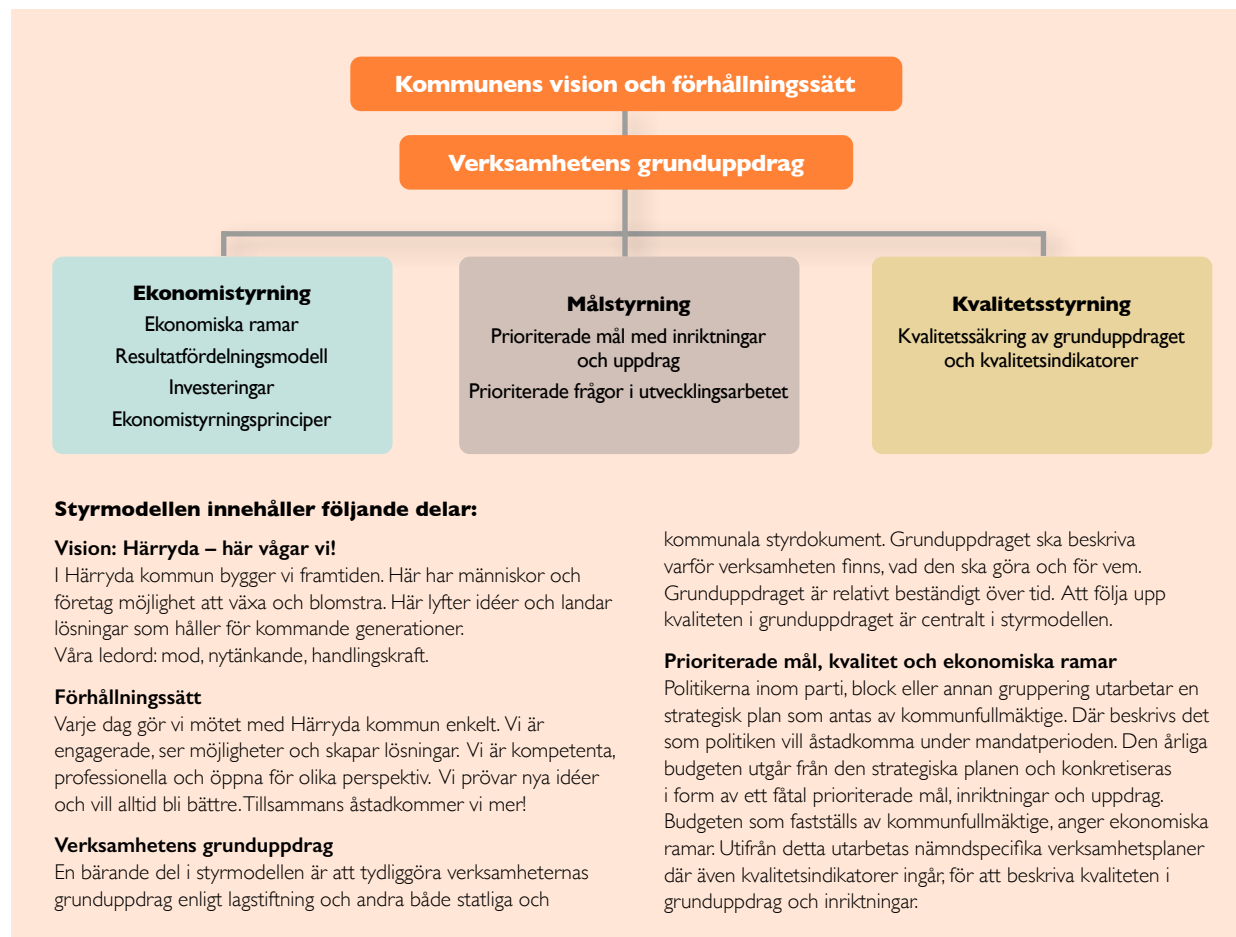 Kommunens vision och förhållningssätt
Verksamhetens grunduppdrag
Ekonomistyrning
Ekonomiska ramar
Resultatfördelningsmodell
Investeringar
Ekonomistyrningsprinciper
Målstyrning
Prioriterade mål med inriktningar
och uppdrag
Prioriterade frågor i utvecklingsarbetet
Kvalitetsstyrning
Kvalitetssäkring av grunduppdraget
och kvalitetsindikatorer
Styrmodellen innehåller följande delar:
Vision: Härryda – här vågar vi!
I Härryda kommun bygger vi framtiden. Här har människor och
företag möjlighet att växa och blomstra. Här lyfter idéer och landar
lösningar som håller för kommande generationer.
Våra ledord: mod, nytänkande, handlingskraft.
Förhållningssätt
Varje dag gör vi mötet med Härryda kommun enkelt. Vi är
engagerade, ser möjligheter och skapar lösningar. Vi är kompetenta,
professionella och öppna för olika perspektiv. Vi prövar nya idéer
och vill alltid bli bättre. Tillsammans åstadkommer vi mer!
Verksamhetens grunduppdrag
En bärande del i styrmodellen är att tydliggöra verksamheternas
grunduppdrag enligt lagstiftning och andra både statliga och
kommunala styrdokument. Grunduppdraget ska beskriva
varför verksamheten finns, vad den ska göra och för vem.
Grunduppdraget är relativt beständigt över tid. Att följa upp
kvaliteten i grunduppdraget är centralt i styrmodellen.
Prioriterade mål, kvalitet och ekonomiska ramar
Politikerna inom parti, block eller annan gruppering utarbetar en
strategisk plan som antas av kommunfullmäktige. Där beskrivs det
som politiken vill åstadkomma under mandatperioden. Den årliga
budgeten utgår från den strategiska planen och konkretiseras
i form av ett fåtal prioriterade mål, inriktningar och uppdrag.
Budgeten som fastställs av kommunfullmäktige, anger ekonomiska
ramar. Utifrån detta utarbetas nämndspecifika verksamhetsplaner
där även kvalitetsindikatorer ingår, för att beskriva kvaliteten i
grunduppdrag och inriktningar.